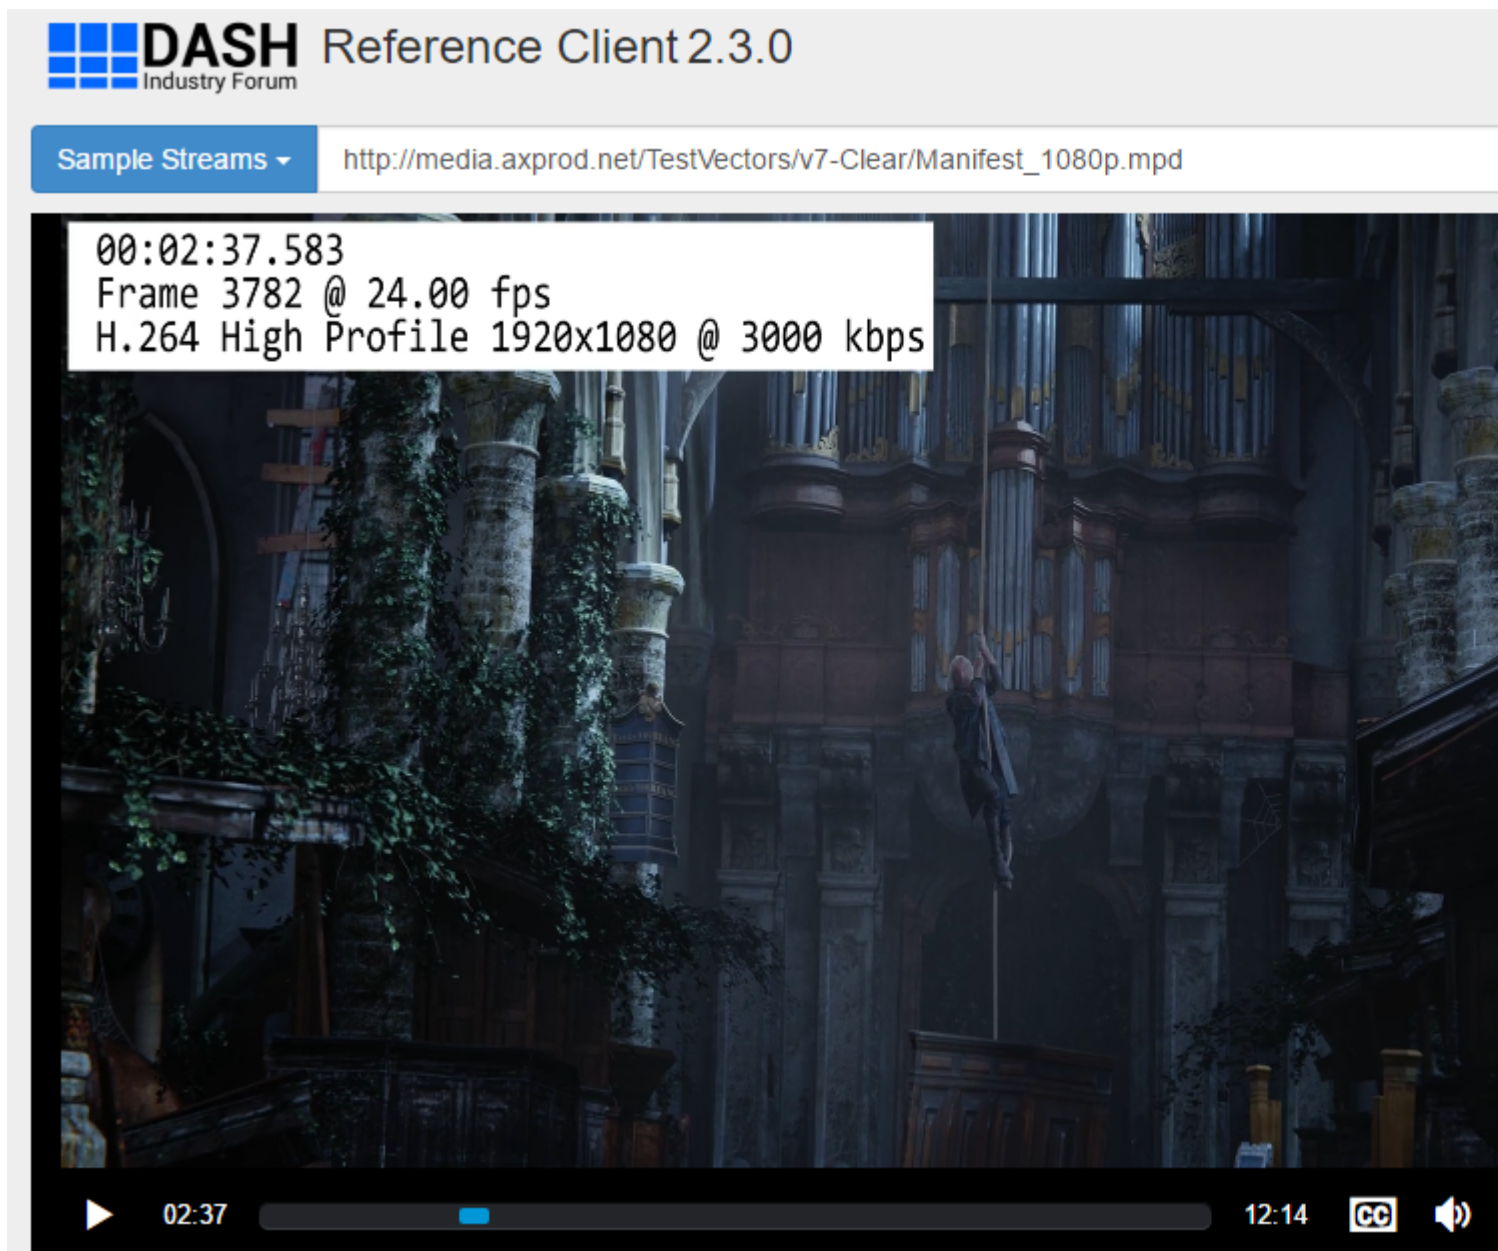 DASH
Industry Forum
Reference Client 2.3.0
Sample Streams
http://media.axprod.net/TestVectors/v7-Clear/Manifest_1080p.mpd
00:02:37.583
Frame 3782 @ 24.00 fps
H.264 High Profile 1920x1080 @ 3000 kbps
02:37
12:14
CC